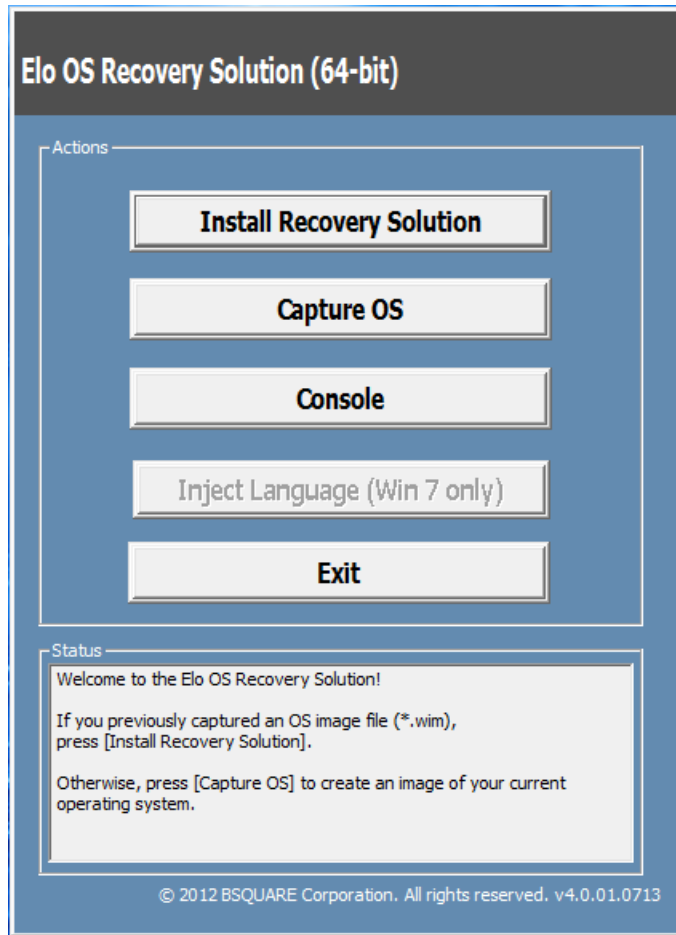 Elo OS Recovery Solution (64-bit)
Actions
Install Recovery Solution
Capture OS
Console
Inject Language (Win 7 only)
Exit
Status
Welcome to the Elo OS Recovery Solution!
If you previously captured an OS image file (*.wim),
press [Install Recovery Solution].
Otherwise, press [Capture OS] to create an image of your current
operating system.
© 2012 BSQUARE Corporation. All rights reserved. v4.0.01.0713